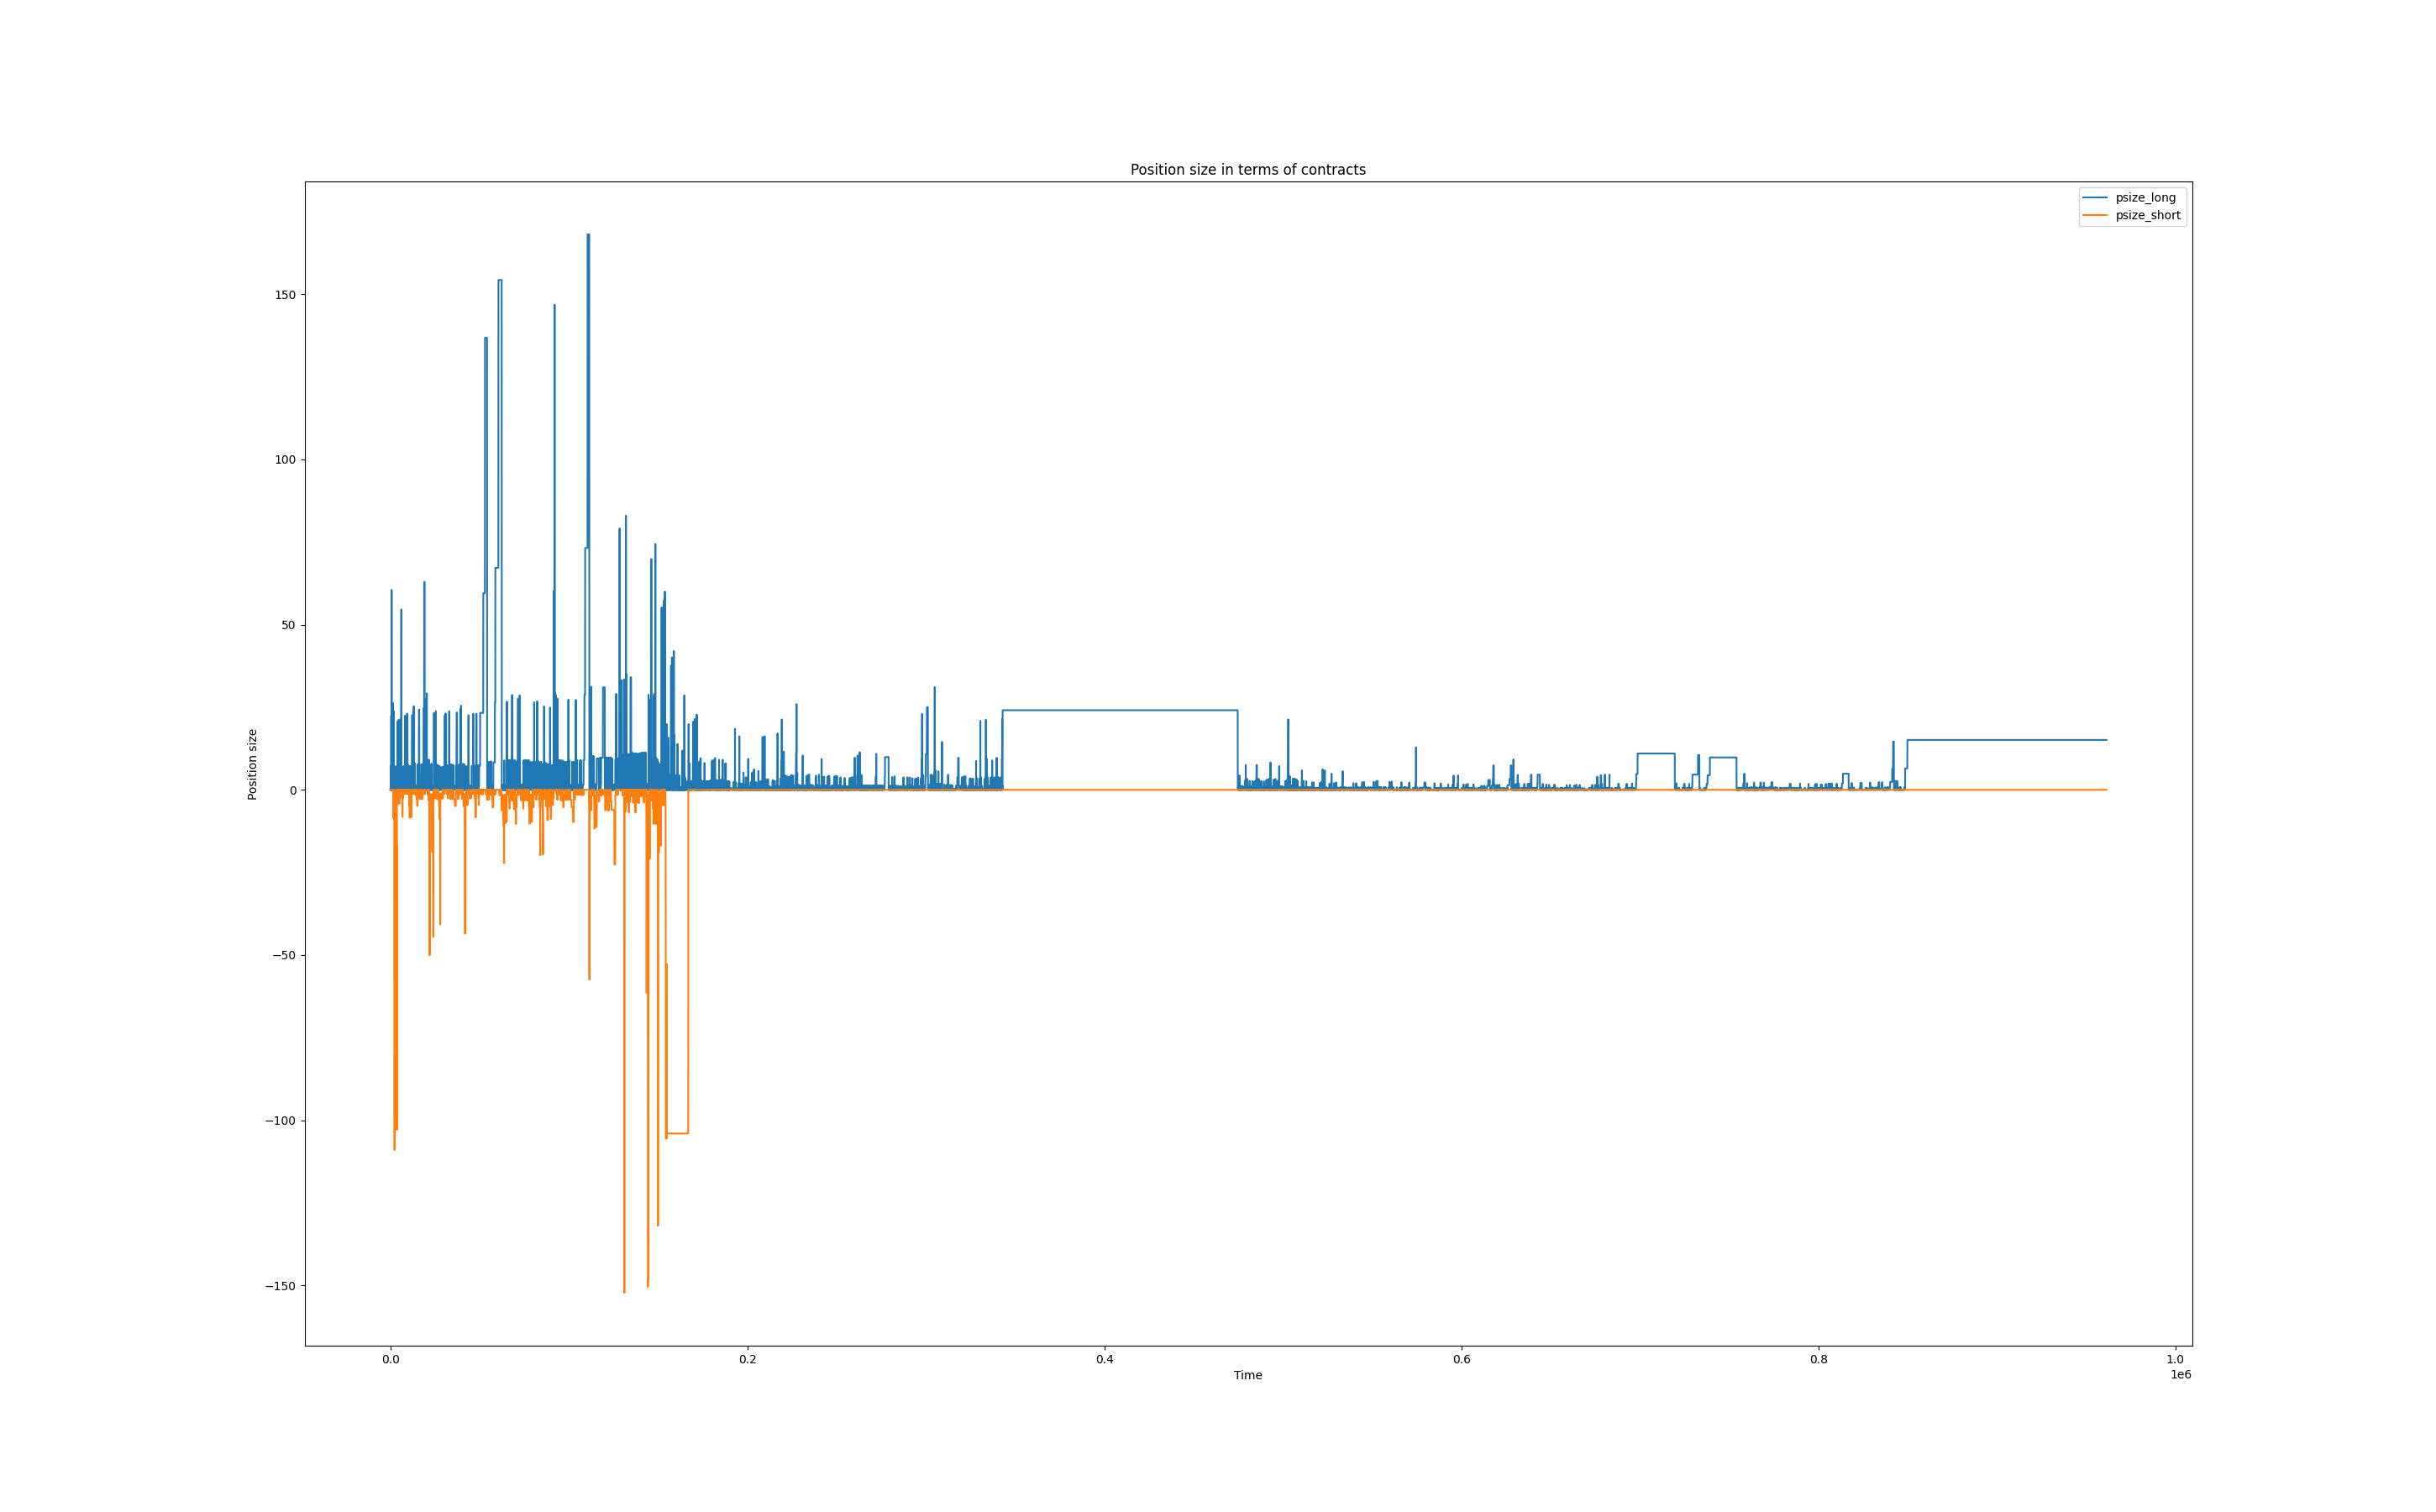 Position size in terms of contracts
psize_long
psize_short
Position size
150
100
50
0
−50
−100
−150
0.0
0.2
0.4
0.6
0.8
1.0
1e6
Time